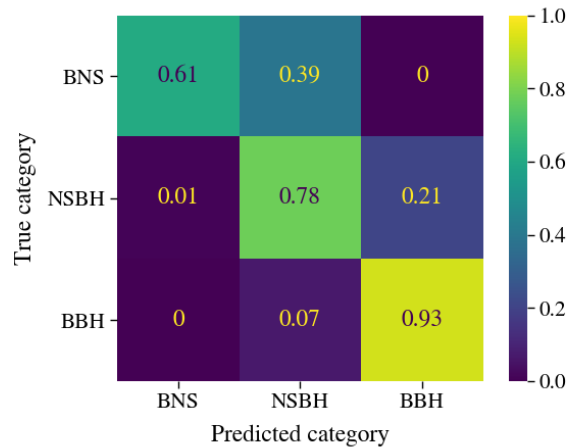 1.0
BNS 0.61 0.39 0
0.8
0.6
True category
NSBH 0.01 0.78 0.21
0.4
0.2
BBH 0 0.07 0.93
0.0
BNS NSBH BBH
Predicted category